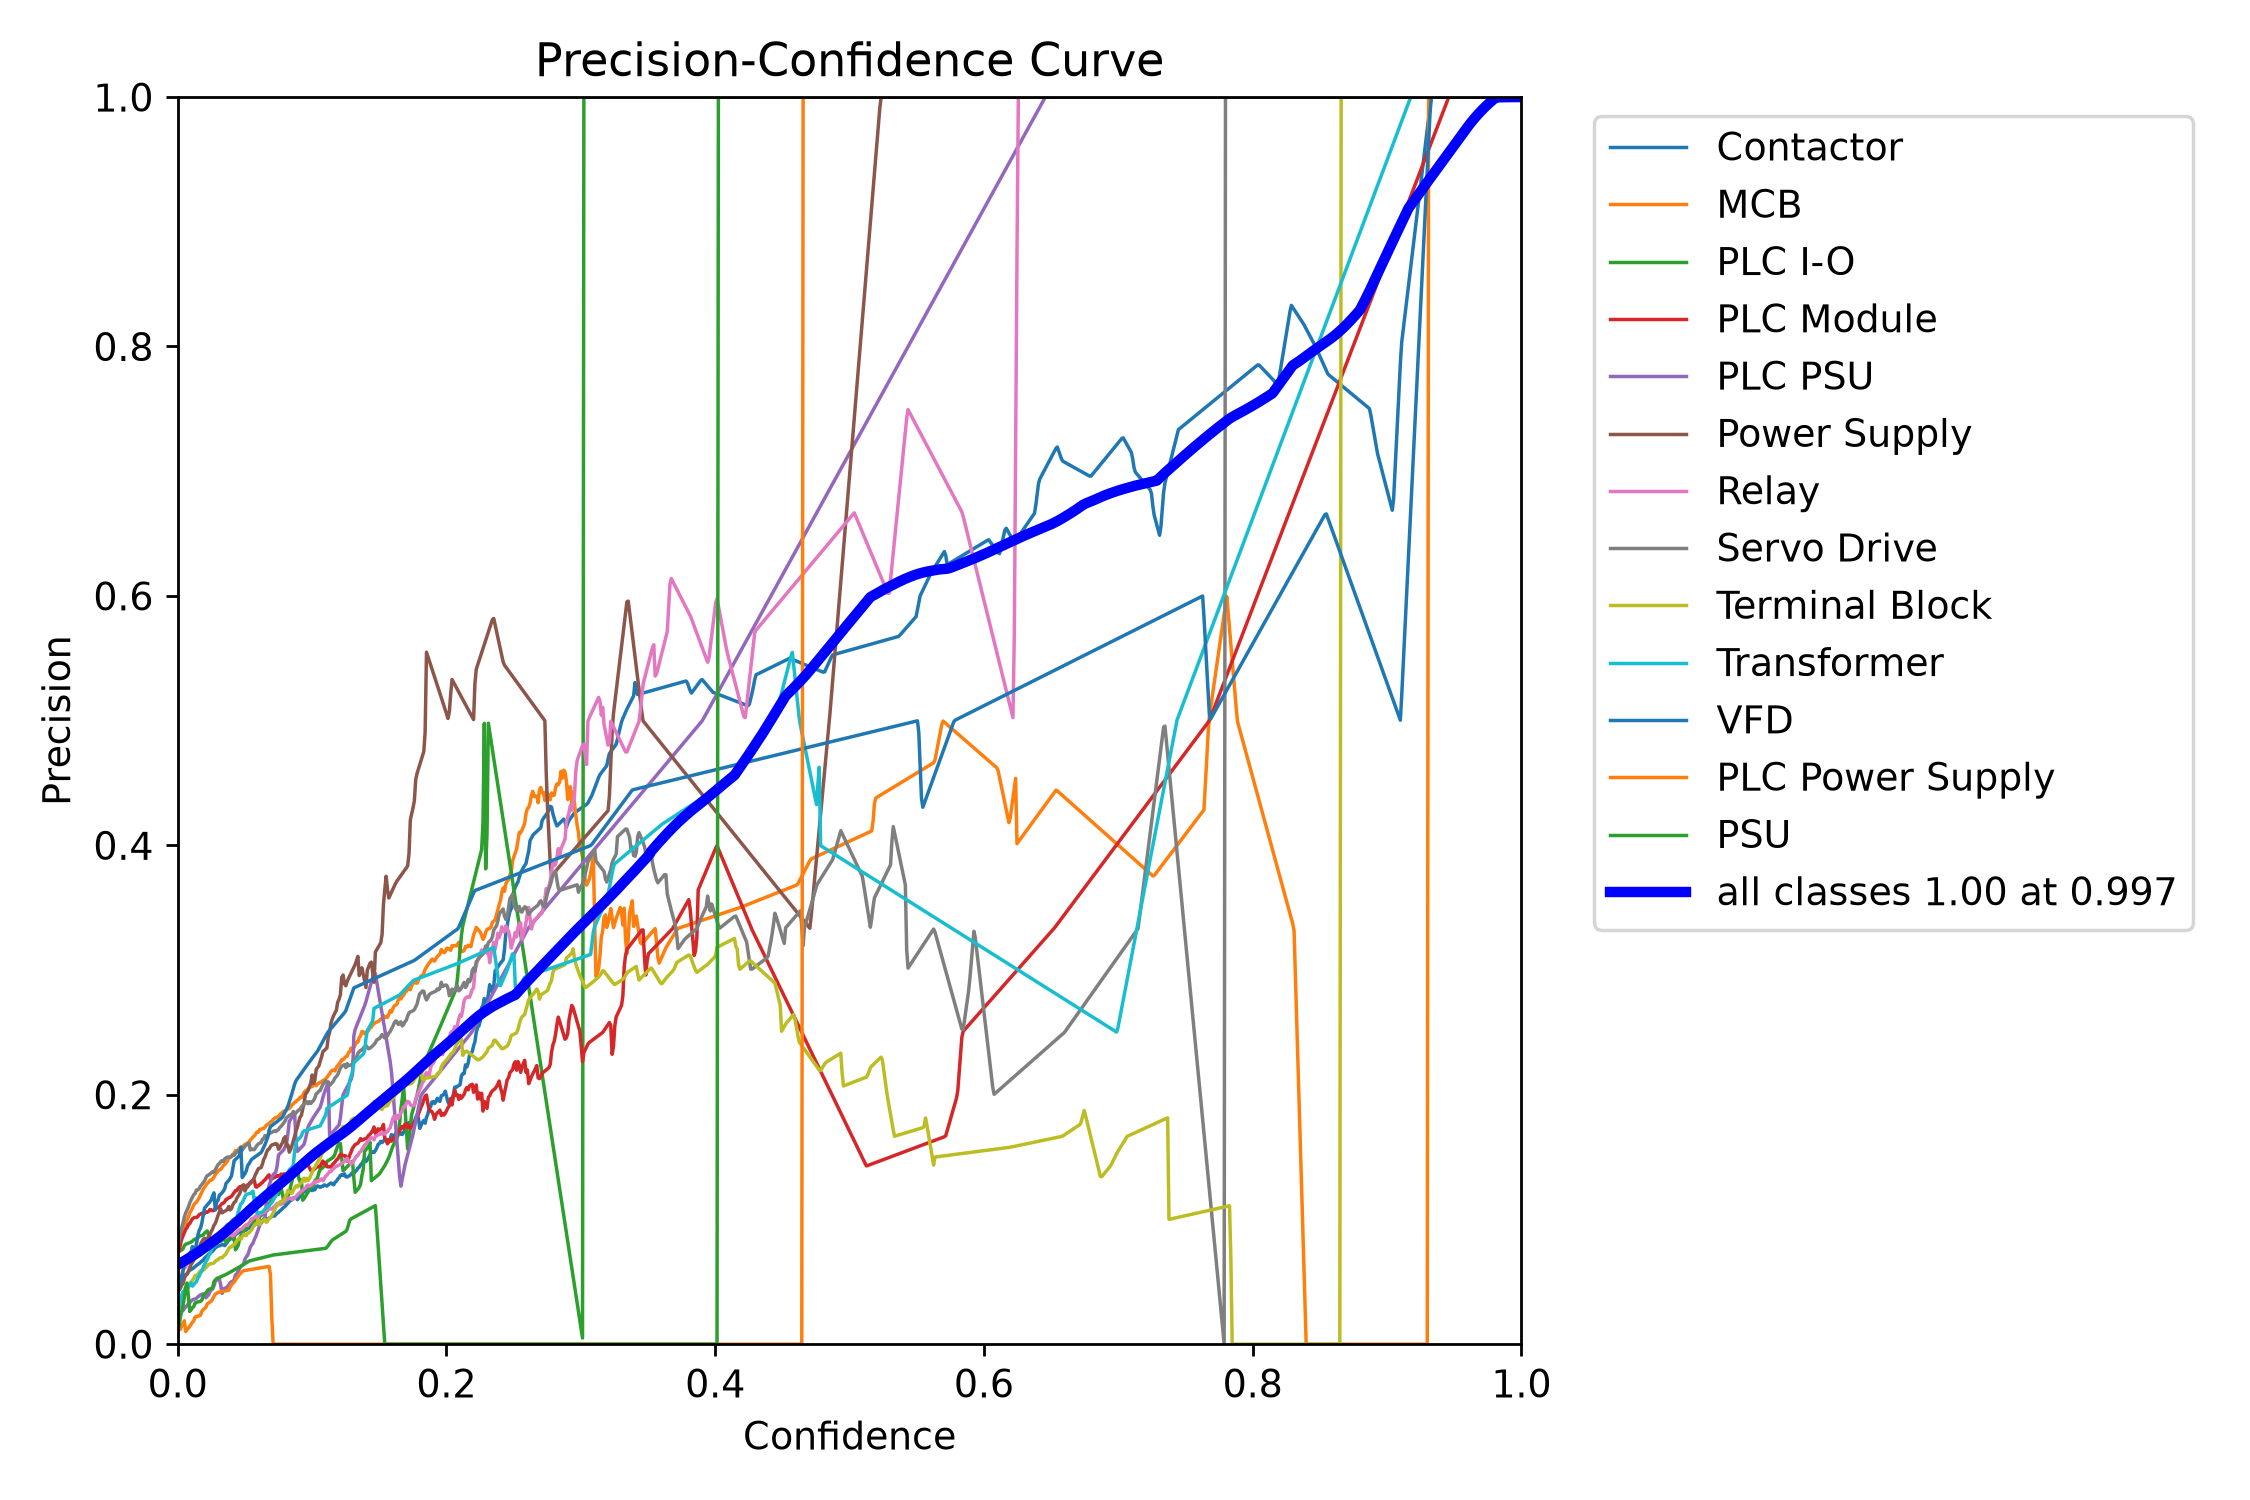 Precision-Confidence Curve
1.0
0.8
0.6
0.4
0.2
0.0
Precision
0.0 0.2 0.4 0.6 0.8 1.0
Confidence
Contactor
MCB
PLC I-O
PLC Module
PLC PSU
Power Supply
Relay
Servo Drive
Terminal Block
Transformer
VFD
PLC Power Supply
PSU
all classes 1.00 at 0.997